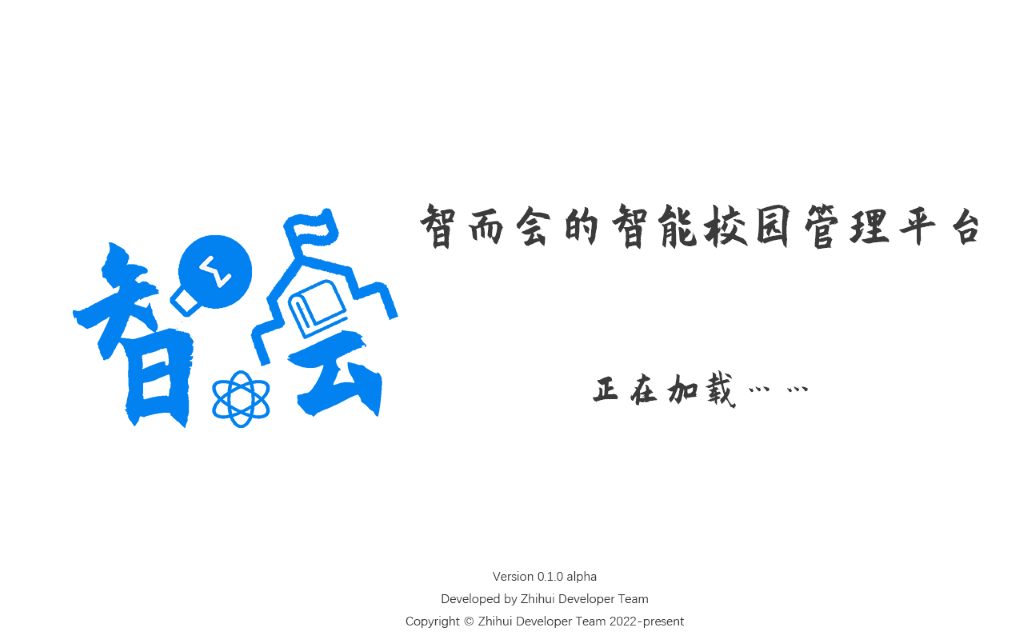 智会
智而会的智能校园管理平台
正在加载……
Version 0.1.0 alpha
Developed by Zhihui Developer Team
Copyright © Zhihui Developer Team 2022-present